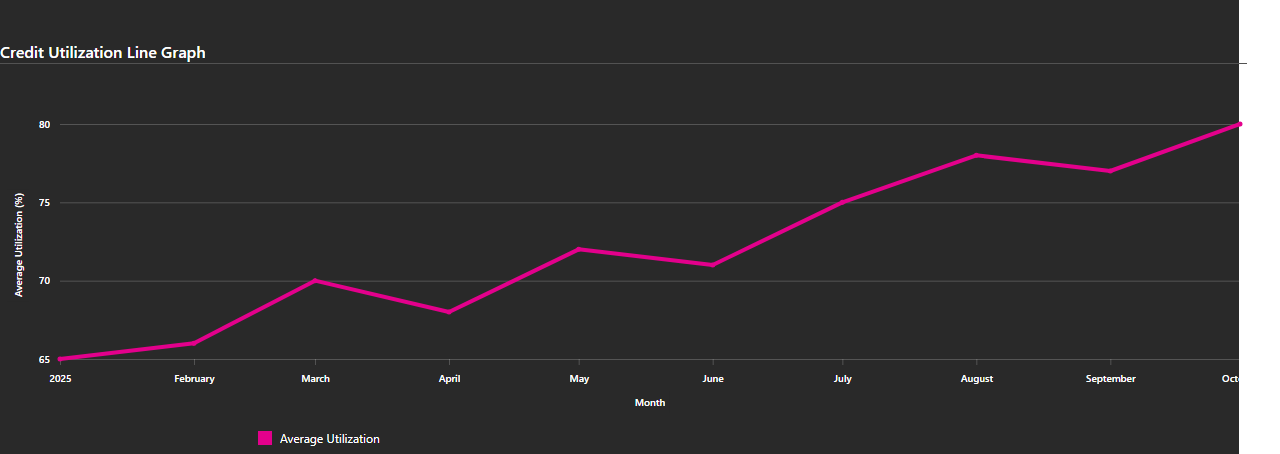 Credit Utilization Line Graph
80
75
70
65
Average Utilization (%)
2025 February March April May June July August September Octo
Month
Average Utilization